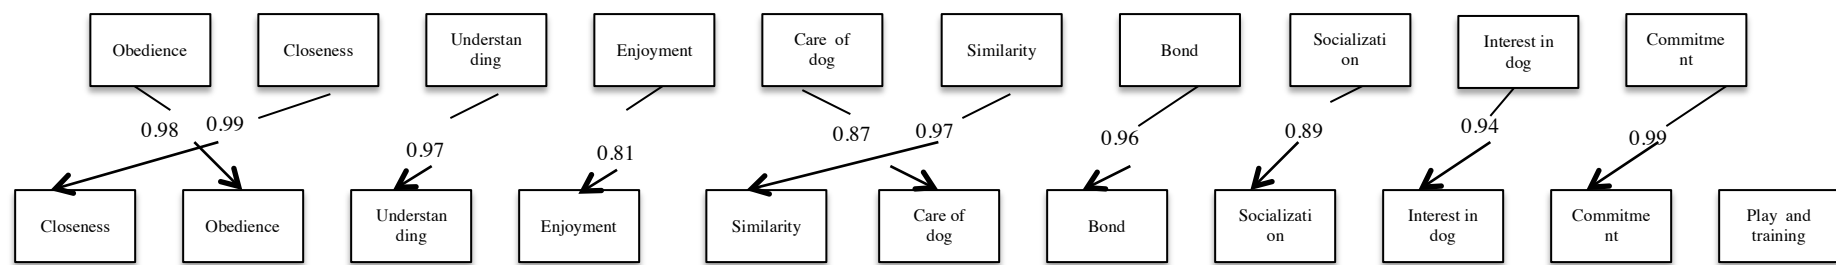 Obedience
Closeness
Understan
ding
Enjoyment
Care of
dog
Similarity
Bond
Socializati
on
Interest in
dog
Commitme
nt
0.98
0.99
0.97
0.81
0.87
0.97
0.96
0.89
0.94
0.99
Closeness
Obedience
Understan
ding
Enjoyment
Similarity
Care of
dog
Bond
Socializati
on
Interest in
dog
Commitme
nt
Play and
training